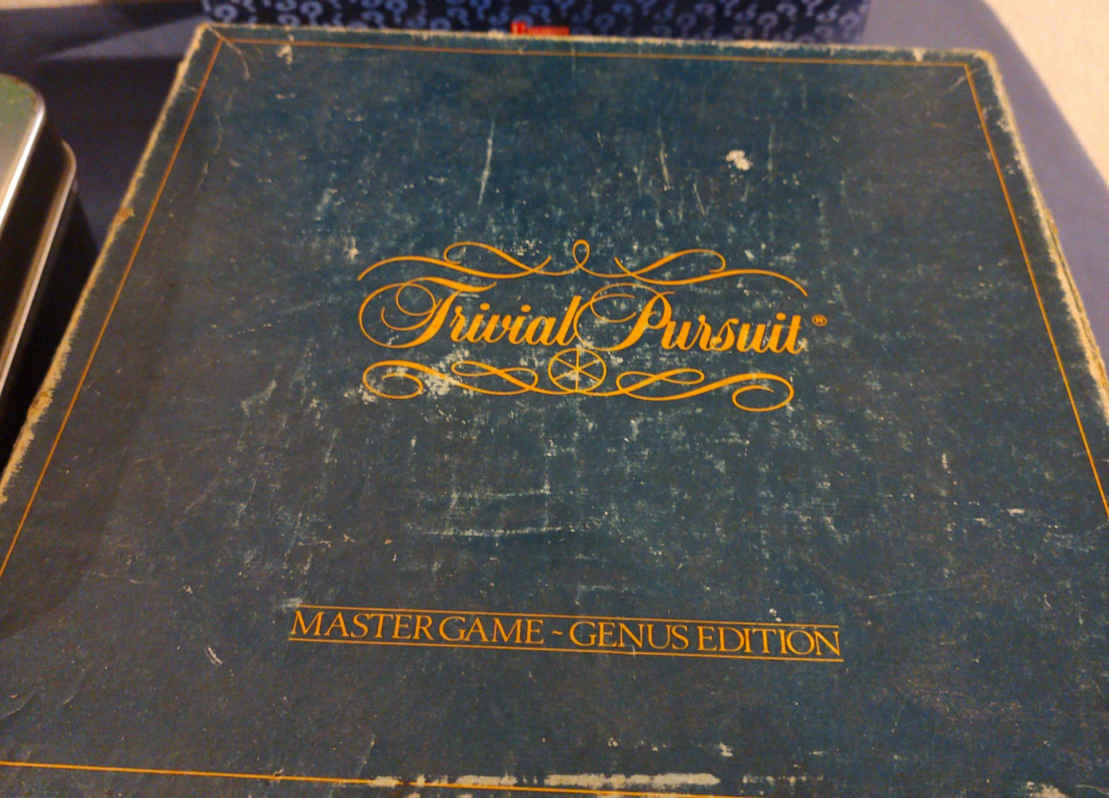 Trivial Pursuit®
MASTER GAME ~ GENUS EDITION